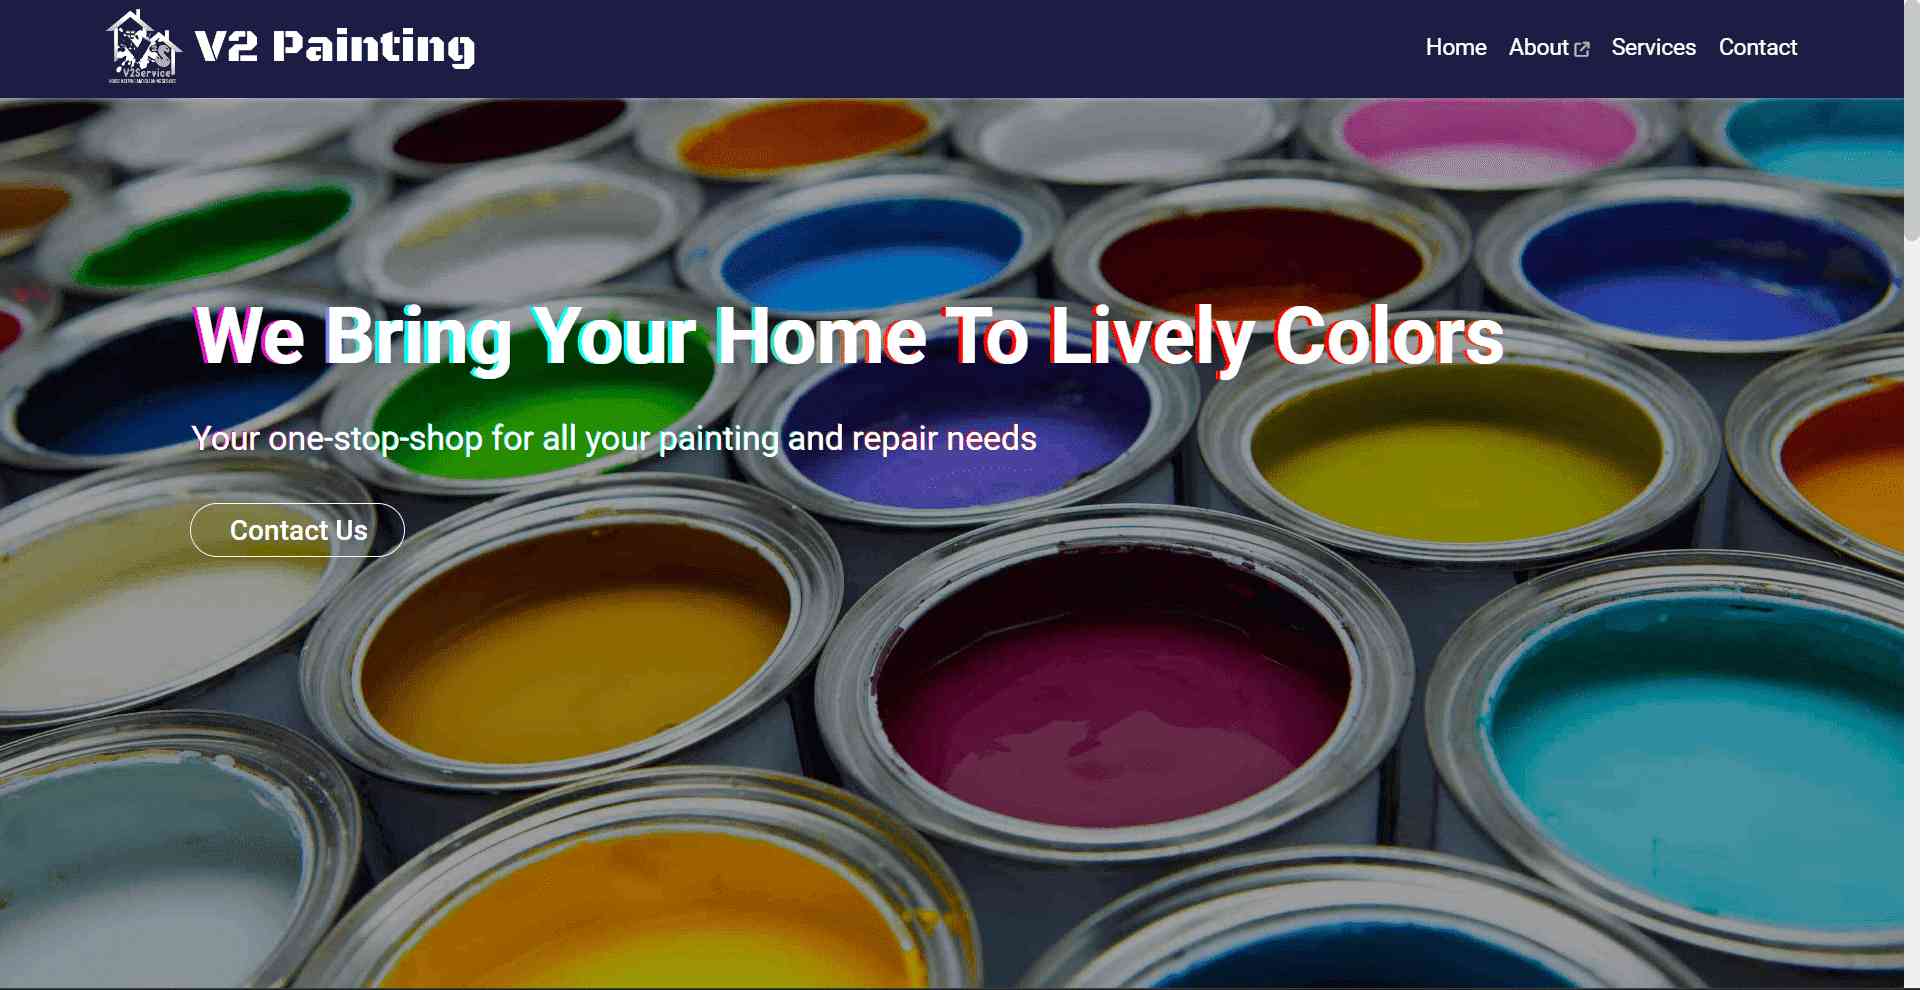 V2Service
V2 Painting
Home About Services Contact
We Bring Your Home To Lively Colors
Your one-stop-shop for all your painting and repair needs
Contact Us